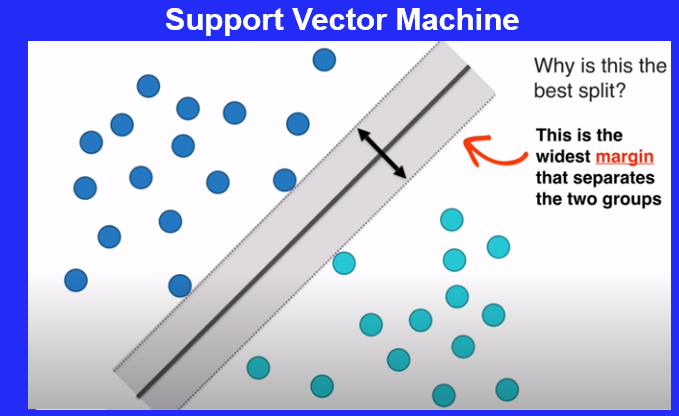 Support Vector Machine
Why is this the
best split?
This is the
widest margin
that separates
the two groups